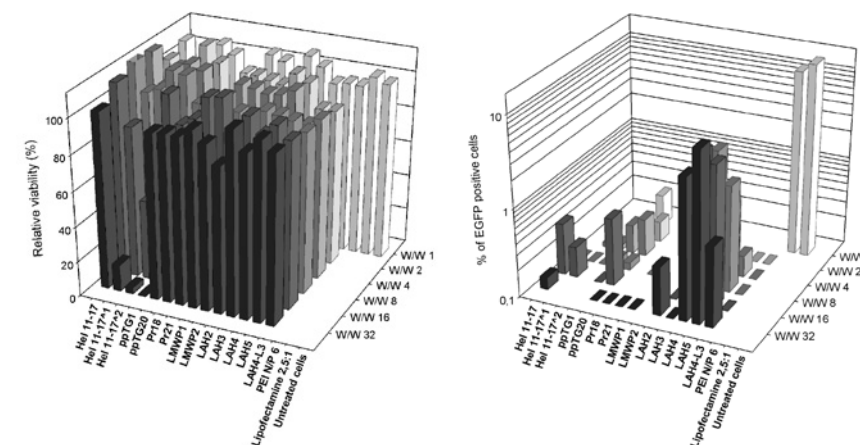 Relative viability (%)
100
80
60
40
20
0
Hel 11-17
Hel 11-17^1
Hel 11-17^2
ppTG1
ppTG20
Pr18
Pr21
LMWP1
LMWP2
LAH2
LAH3
LAH4
LAH5
LAH4-L3
PEI N/P 6
Lipofectamine 2.5:1
Untreated cells
W/W 1
W/W 2
W/W 4
W/W 8
W/W 16
W/W 32
% of EGFP positive cells
10
1
0,1
Hel 11-17
Hel 11-17^1
Hel 11-17^2
ppTG1
ppTG20
Pr18
Pr21
LMWP1
LMWP2
LAH2
LAH3
LAH4
LAH5
LAH4-L3
PEI N/P 6
Lipofectamine 2,5:1
Untreated cells
W/W
W/W 2
W/W 4
W/W 8
W/W 16
W/W 32